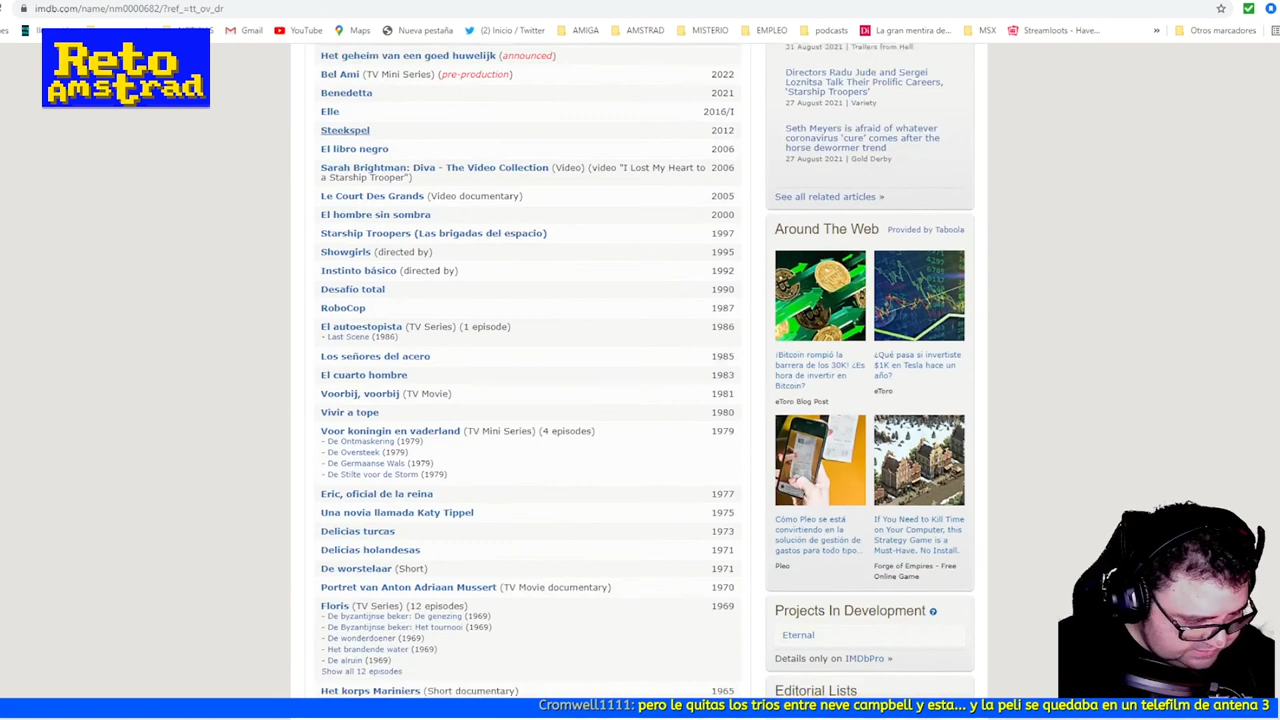 imdb.com/name/nm0000682/?ref_=tt_ov_dr
Gmail
YouTube
Maps
Nueva pestaña
(2) Inicio / Twitter
AMIGA
AMSTRAD
MISTERIO
EMPLEO
podcasts
La gran mentira de...
MSX
Streamloots - Have...
»
Otros marcadores
Reto
Amstrad
Het geheim van een goed huwelijk (announced)
Bel Ami (TV Mini Series) (pre-production) 2022
Benedetta 2021
Elle 2016/I
Steekspel 2012
El libro negro 2006
Sarah Brightman: Diva - The Video Collection (Video) (video "I Lost My Heart to 2006
a Starship Trooper")
Le Court Des Grands (Video documentary) 2005
El hombre sin sombra 2000
Starship Troopers (Las brigadas del espacio) 1997
Showgirls (directed by) 1995
Instinto básico (directed by) 1992
Desafío total 1990
RoboCop 1987
El autoestopista (TV Series) (1 episode) 1986
- Last Scene (1986)
Los señores del acero 1985
El cuarto hombre 1983
Voorbij, voorbij (TV Movie) 1981
Vivir a tope 1980
Voor koningin en vaderland (TV Mini Series) (4 episodes) 1979
- De Ontmaskering (1979)
- De Oversteek (1979)
- De Germaanse Wals (1979)
- De Stilte voor de Storm (1979)
Eric, oficial de la reina 1977
Una novia llamada Katy Tippel 1975
Delicias turcas 1973
Delicias holandesas 1971
De worstelaar (Short) 1971
Portret van Anton Adriaan Mussert (TV Movie documentary) 1970
Floris (TV Series) (12 episodes) 1969
- De byzantijnse beker: De genezing (1969)
- De Byzantijnse beker: Het tournooi (1969)
- De wonderdoener (1969)
- Het brandende water (1969)
- De alruin (1969)
Show all 12 episodes
Het korps Mariniers (Short documentary) 1965
31 August 2021 | Trailers from Hell
Directors Radu Jude and Sergei
Loznitsa Talk Their Prolific Careers,
'Starship Troopers'
27 August 2021 | Variety
Seth Meyers is afraid of whatever
coronavirus 'cure' comes after the
horse dewormer trend
27 August 2021 | Gold Derby
See all related articles »
Around The Web Provided by Taboola
¡Bitcoin rompió la
barrera de los 30K! ¿Es
hora de invertir en
Bitcoin?
eToro Blog Post
¿Qué pasa si invertiste
$1K en Tesla hace un
año?
eToro
Cómo Pleo se está
convirtiendo en la
solución de gestión de
gastos para todo tipo...
Pleo
If You Need to Kill Time
on Your Computer, this
Strategy Game is a
Must-Have. No Install.
Forge of Empires - Free
Online Game
Projects In Development
Eternal
Details only on IMDbPro »
Editorial Lists
Cromwell1111: pero le quitas los trios entre neve campbell y esta... y la peli se quedaba en un telefilm de antena 3